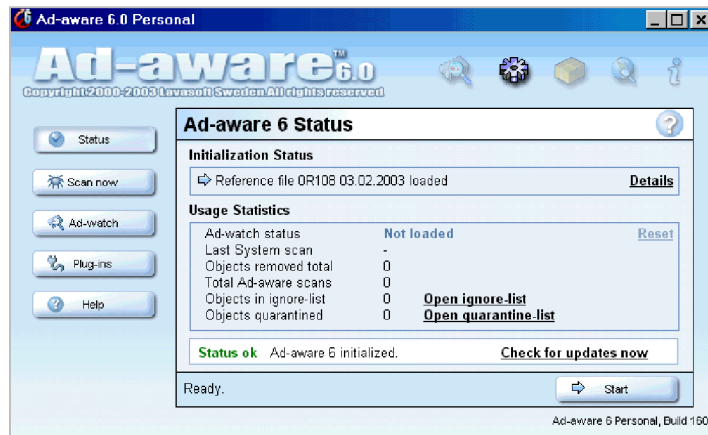 Ad-aware 6.0 Personal
Ad-aware™ 6.0
Copyright 2000-2003 Lavasoft Sweden All rights reserved
Status
Scan now
Ad-watch
Plug-ins
Help
Ad-aware 6 Status
Initialization Status
Reference file 0R108 03.02.2003 loaded Details
Usage Statistics
Ad-watch status Not loaded Reset
Last System scan -
Objects removed total 0
Total Ad-aware scans 0
Objects in ignore-list 0 Open ignore-list
Objects quarantined 0 Open quarantine-list
Status ok Ad-aware 6 initialized. Check for updates now
Ready. Start
Ad-aware 6 Personal, Build 160